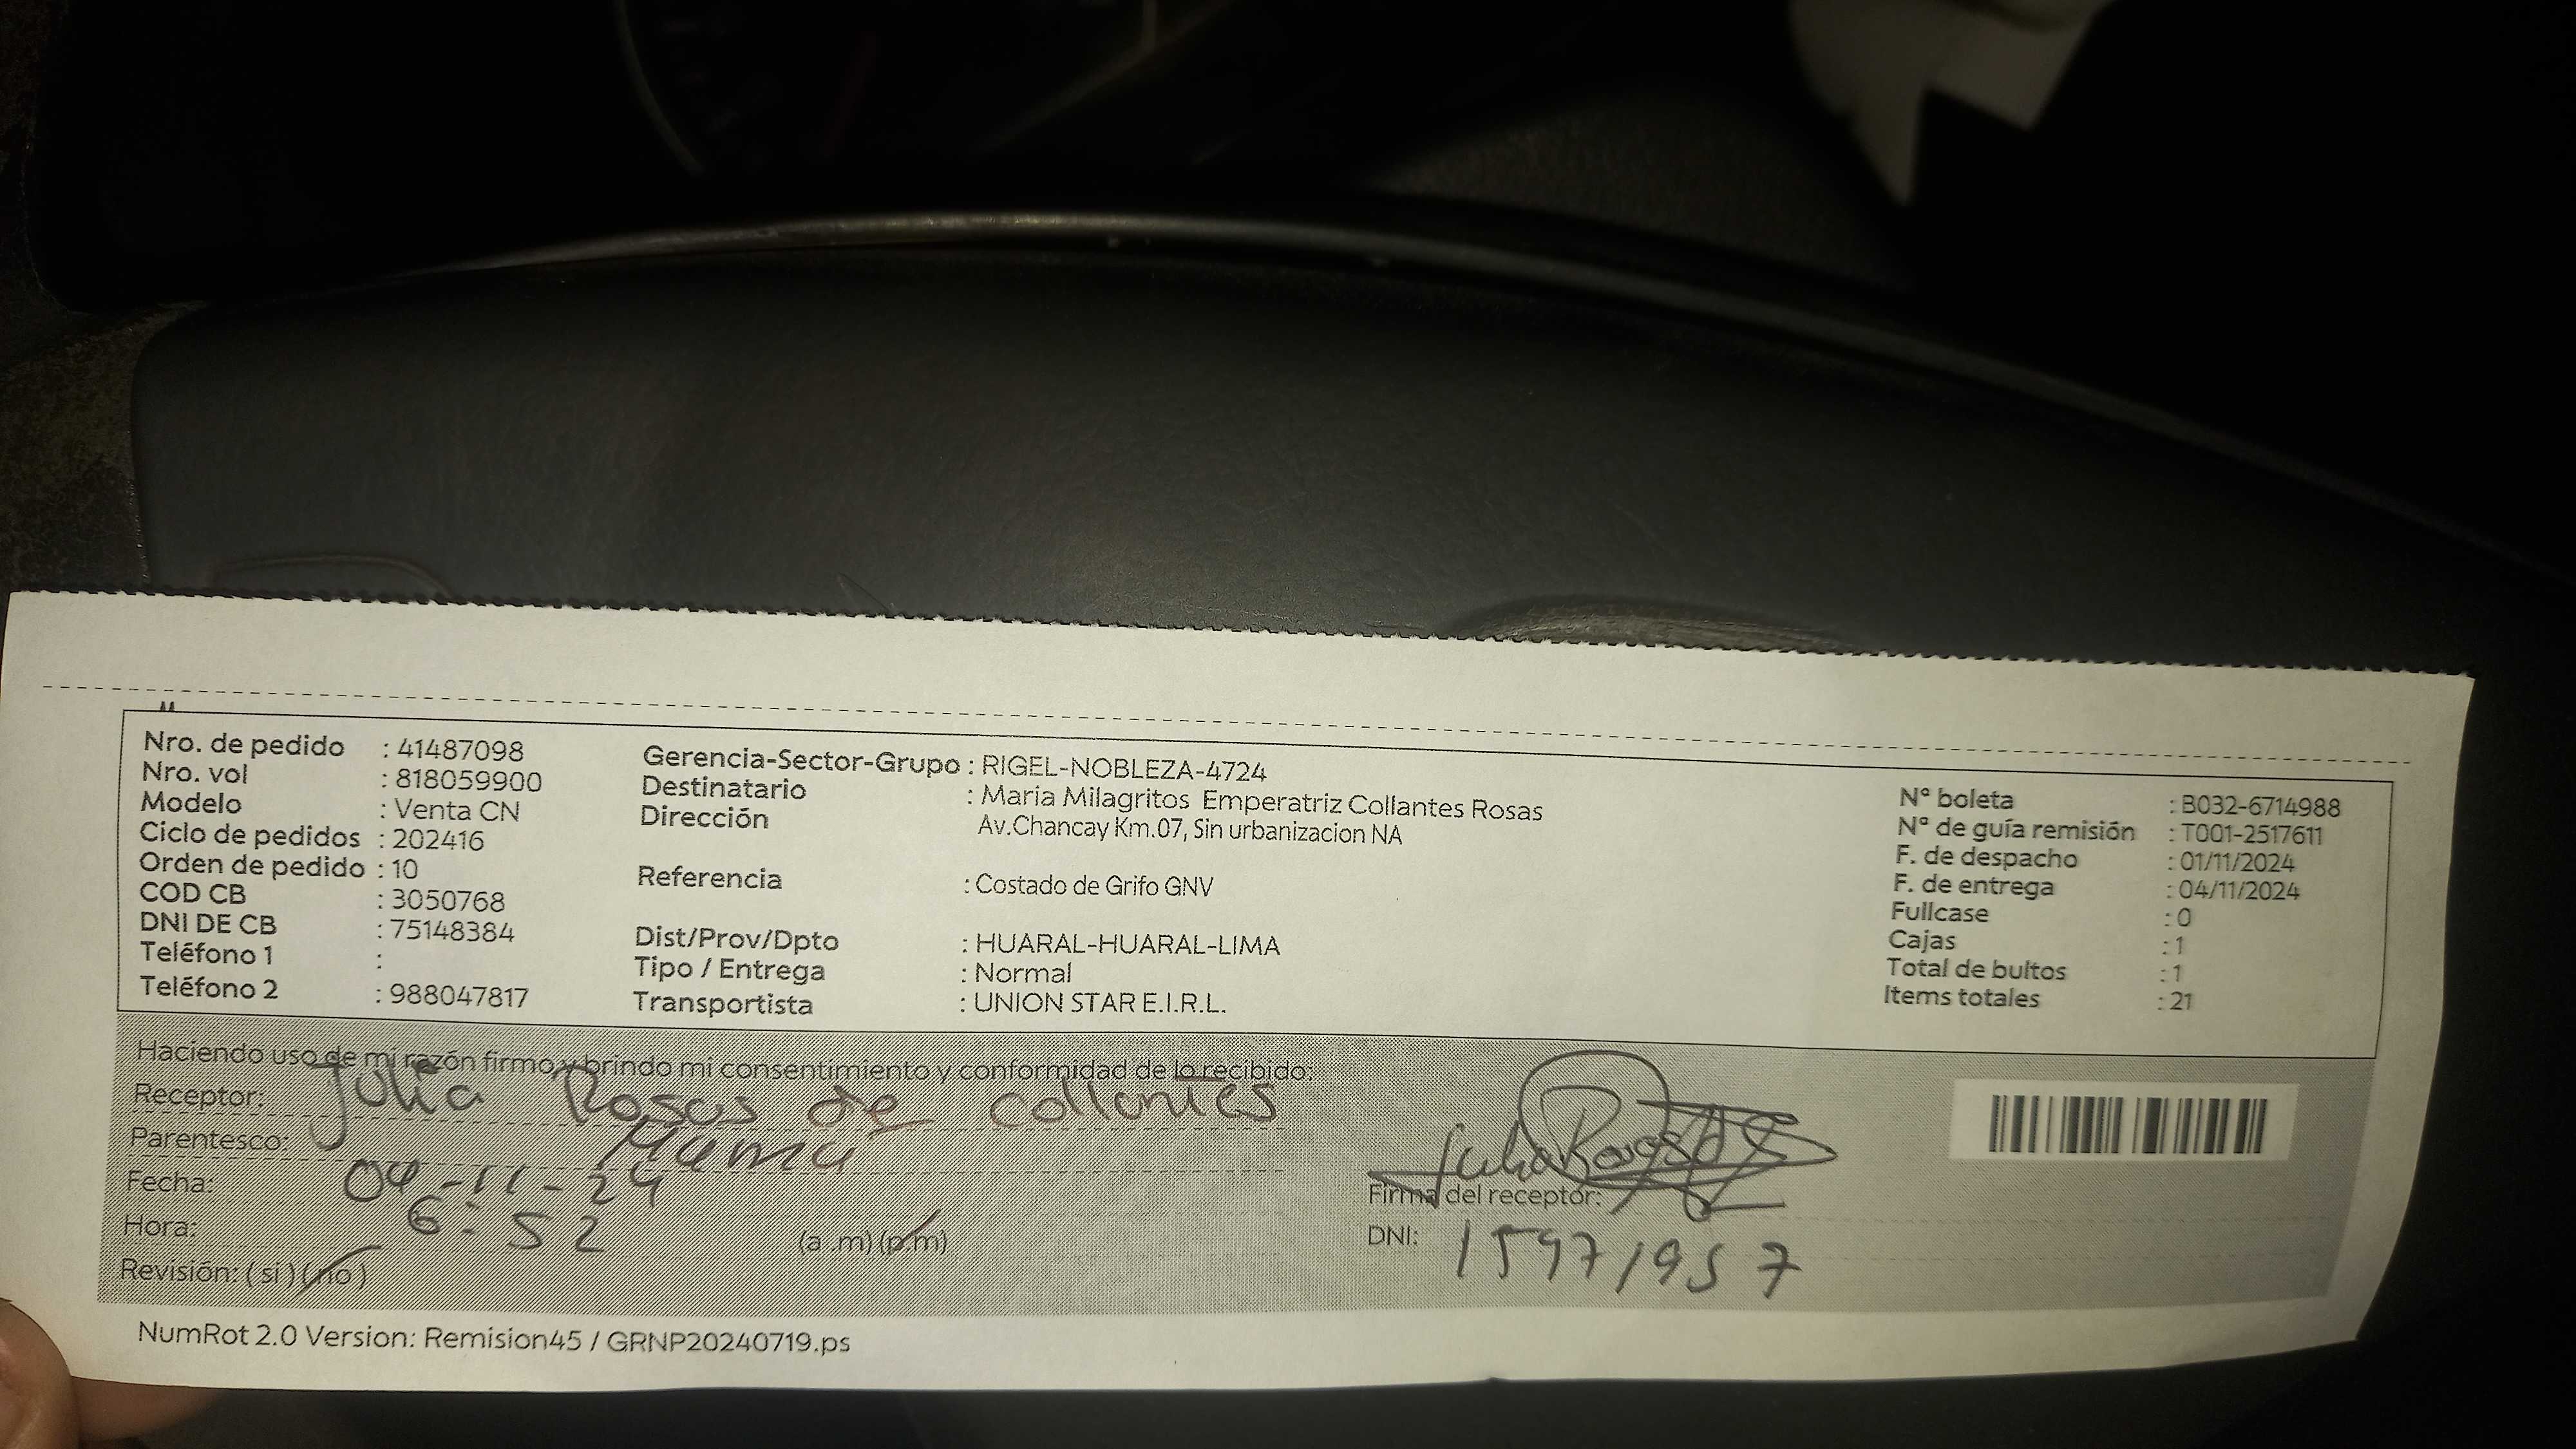 Nro. de pedido : 41487098
Nro. vol : 818059900
Modelo : Venta CN
Ciclo de pedidos : 202416
Orden de pedido : 10
COD CB : 3050768
DNI DE CB : 75148384
Teléfono 1 :
Teléfono 2 : 988047817
Gerencia-Sector-Grupo : RIGEL-NOBLEZA-4724
Destinatario : Maria Milagritos Emperatriz Collantes Rosas
Dirección Av.Chancay Km.07, Sin urbanizacion NA
Referencia : Costado de Grifo GNV
Dist/Prov/Dpto : HUARAL-HUARAL-LIMA
Tipo / Entrega : Normal
Transportista : UNION STAR E.I.R.L.
N° boleta : B032-6714988
N° de guía remisión : T001-2517611
F. de despacho : 01/11/2024
F. de entrega : 04/11/2024
Fullcase : 0
Cajas : 1
Total de bultos : 1
Items totales : 21
Haciendo uso de mi razón firmo y brindo mi consentimiento y conformidad de lo recibido:
Receptor: Julia Rosas de collantes
Parentesco: Mama
Fecha: 04-11-24
Hora: 6:52 (a.m) (p.m)
Revisión: (si) (no)
Firma del receptor:
DNI: 15971957
NumRot 2.0 Version: Remision45 / GRNP20240719.ps